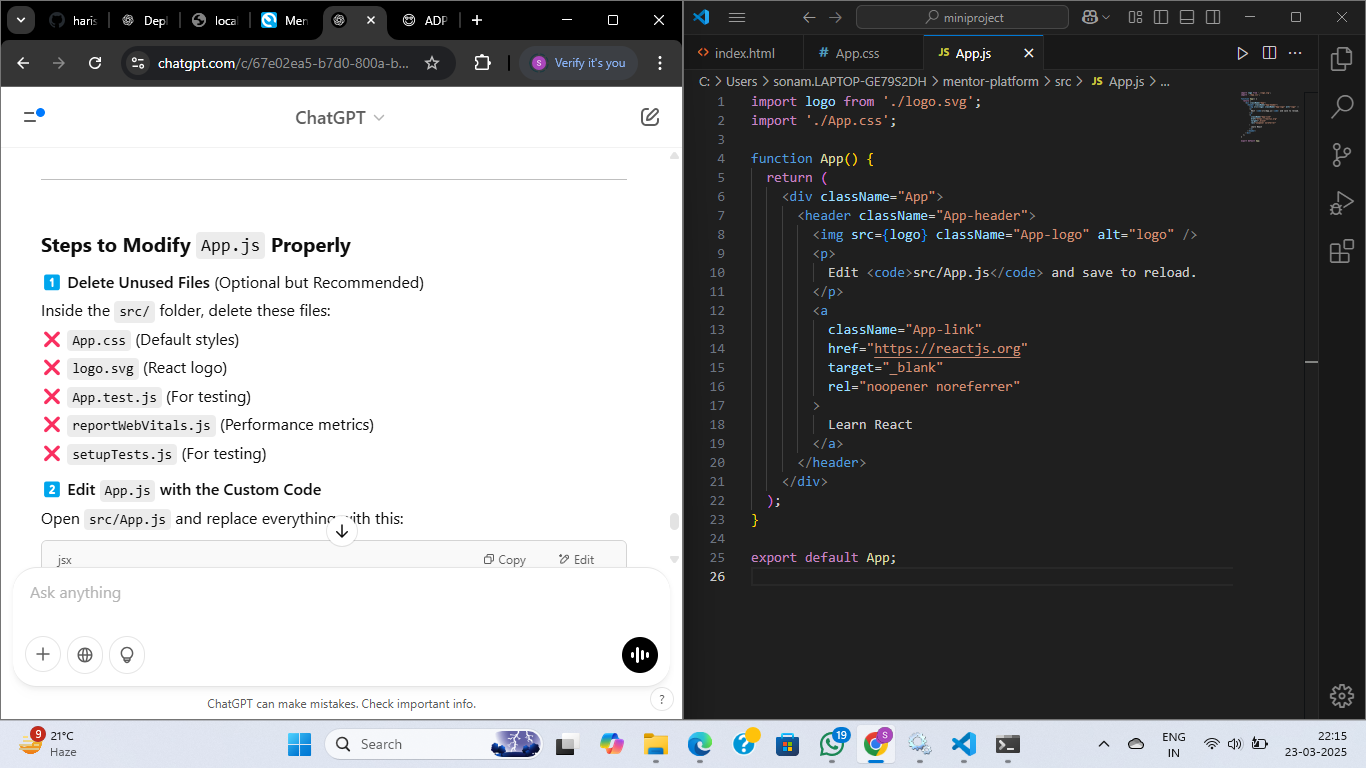 haris
Depl
local
Men
ADP
chatgpt.com/c/67e02ea5-b7d0-800a-b...
S
Verify it's you
ChatGPT
Steps to Modify App.js Properly
1 Delete Unused Files (Optional but Recommended)
Inside the src/ folder, delete these files:
❌ App.css (Default styles)
❌ logo.svg (React logo)
❌ App.test.js (For testing)
❌ reportWebVitals.js (Performance metrics)
❌ setupTests.js (For testing)
2 Edit App.js with the Custom Code
Open src/App.js and replace everything with this:
jsx
Copy
Edit
Ask anything
ChatGPT can make mistakes. Check important info.
?
miniproject
<> index.html
# App.css
JS App.js
C: > Users > sonam.LAPTOP-GE79S2DH > mentor-platform > src > JS App.js > ...
1 import logo from './logo.svg';
2 import './App.css';
3
4 function App() {
5 return (
6 <div className="App">
7 <header className="App-header">
8 <img src={logo} className="App-logo" alt="logo" />
9 <p>
10 Edit <code>src/App.js</code> and save to reload.
11 </p>
12 <a
13 className="App-link"
14 href="https://reactjs.org"
15 target="_blank"
16 rel="noopener noreferrer"
17 >
18 Learn React
19 </a>
20 </header>
21 </div>
22 );
23 }
24
25 export default App;
26
9
21°C
Haze
Search
19
S
ENG
IN
22:15
23-03-2025